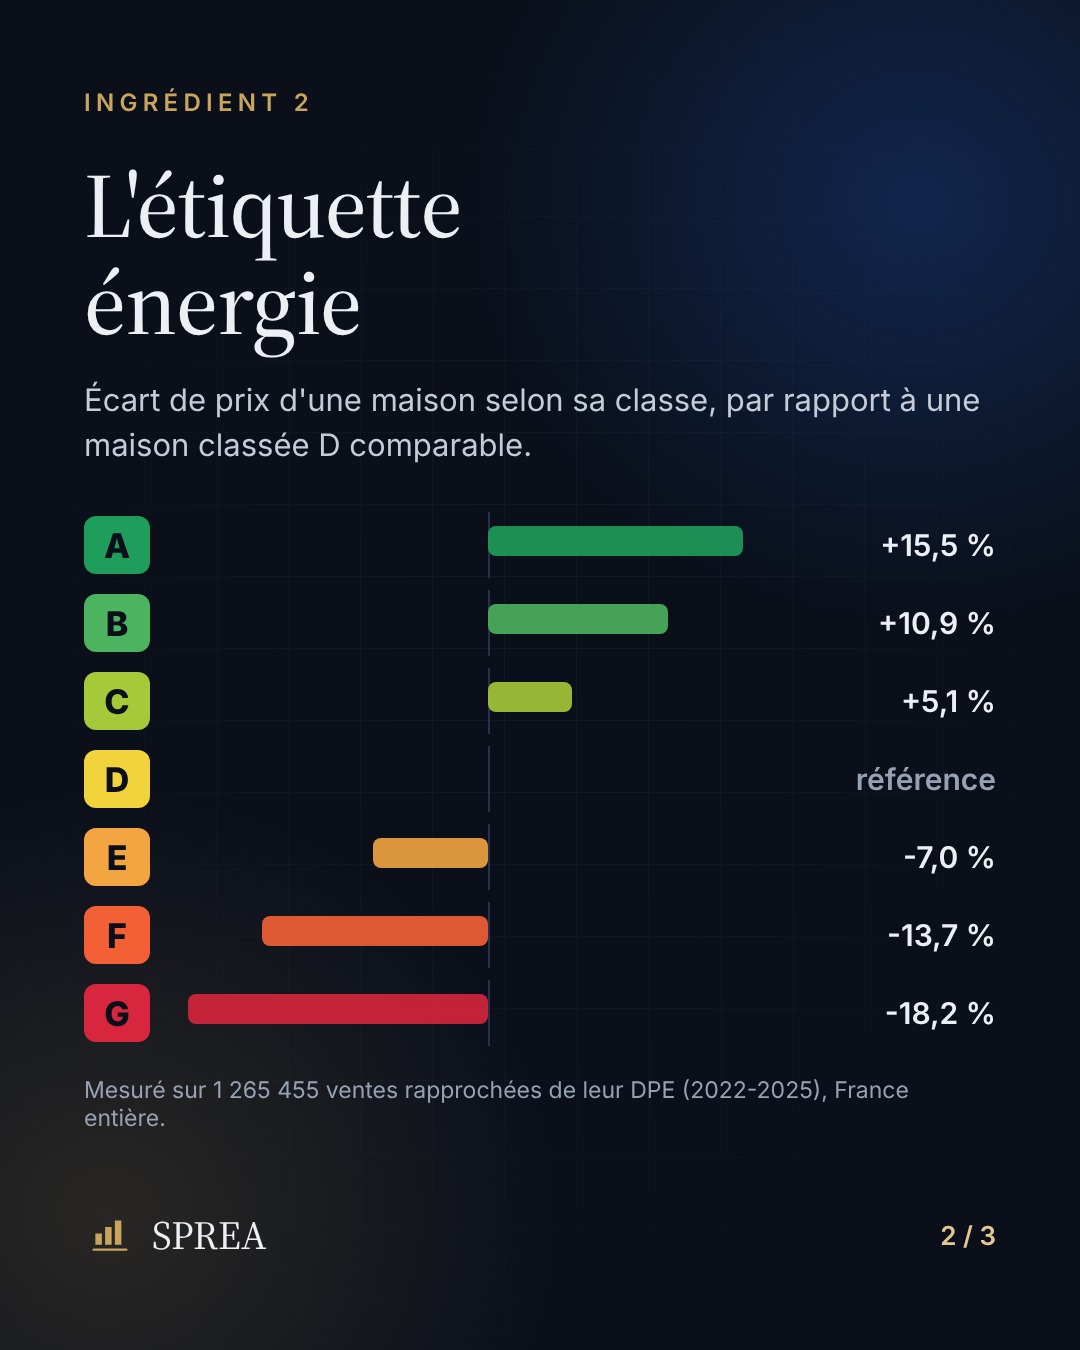 INGRÉDIENT 2
L'étiquette
énergie
Écart de prix d'une maison selon sa classe, par rapport à une
maison classée D comparable.
A +15,5 %
B +10,9 %
C +5,1 %
D référence
E -7,0 %
F -13,7 %
G -18,2 %
Mesuré sur 1 265 455 ventes rapprochées de leur DPE (2022-2025), France
entière.
SPREA 2 / 3